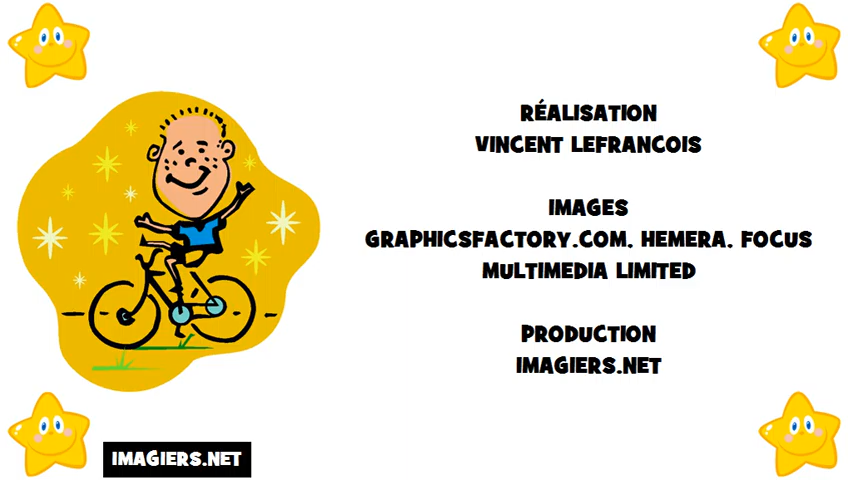 RÉALISATION
VINCENT LEFRANCOIS
IMAGES
GRAPHICSFACTORY.COM, HEMERA, FOCUS
MULTIMEDIA LIMITED
PRODUCTION
IMAGIERS.NET
IMAGIERS.NET